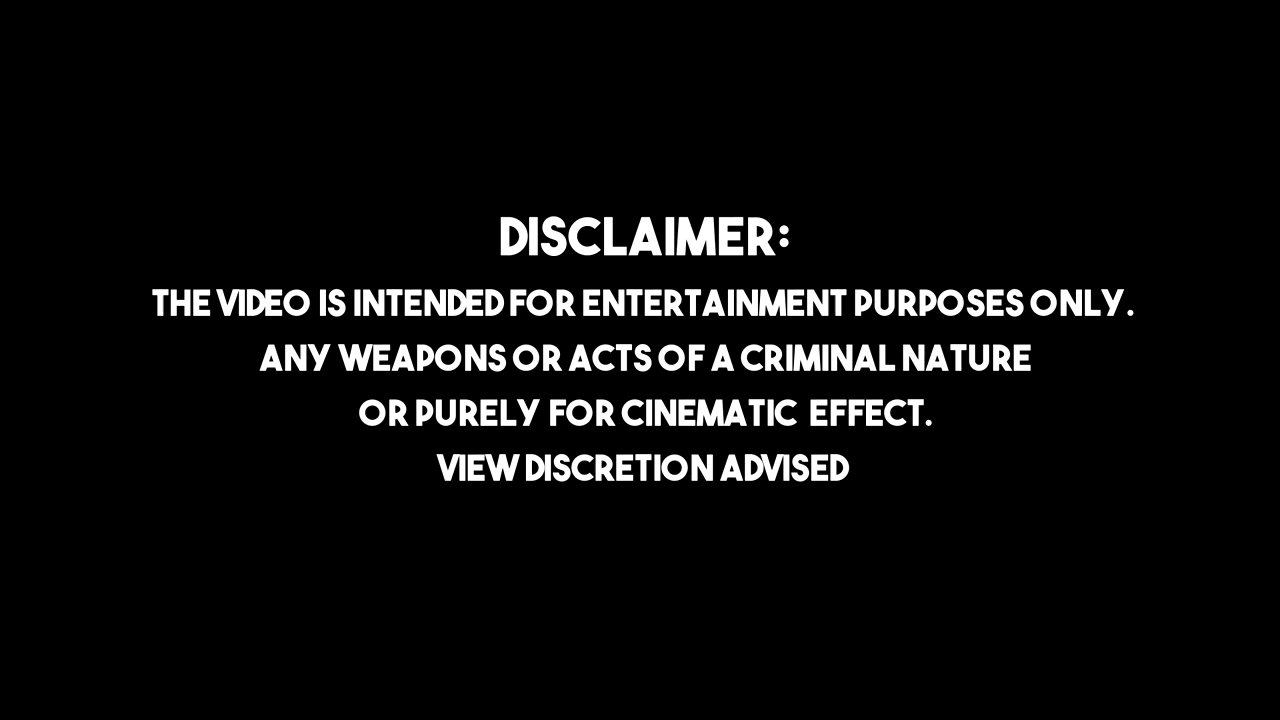 DISCLAIMER:
THE VIDEO IS INTENDED FOR ENTERTAINMENT PURPOSES ONLY.
ANY WEAPONS OR ACTS OF A CRIMINAL NATURE
OR PURELY FOR CINEMATIC EFFECT.
VIEW DISCRETION ADVISED